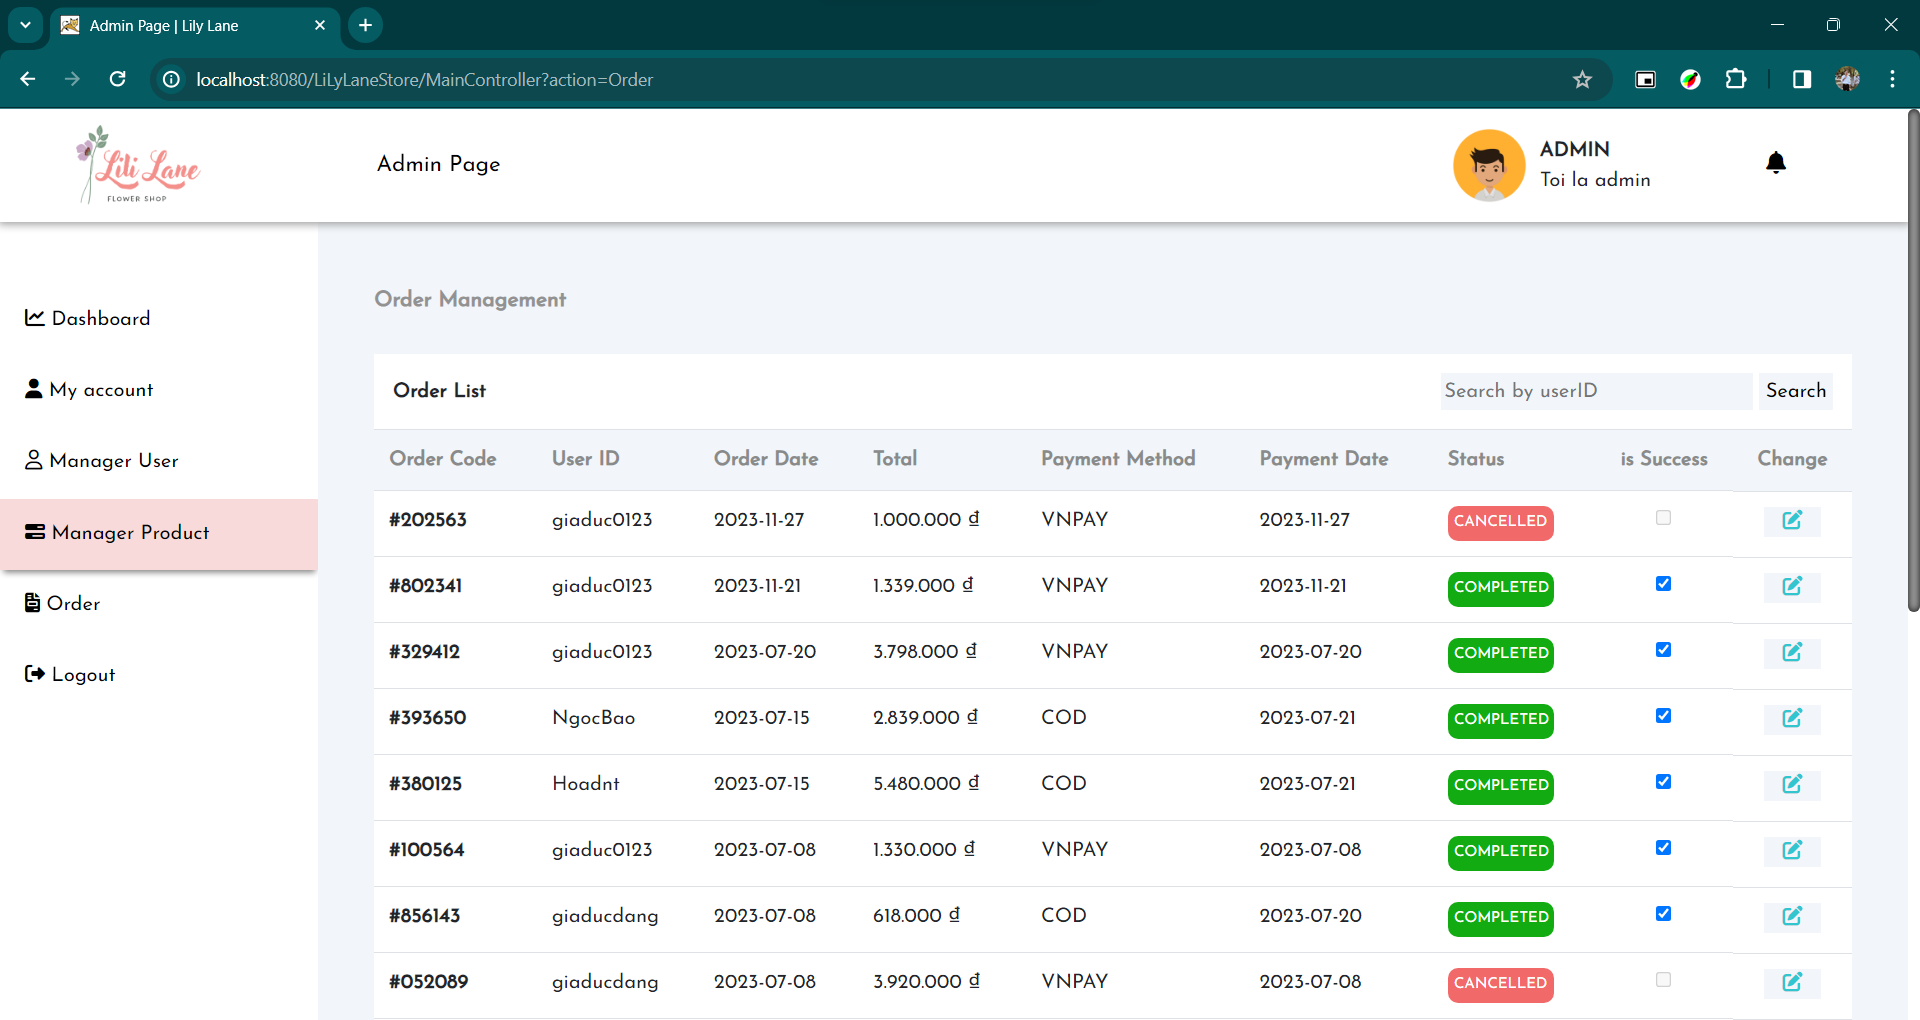 Admin Page | Lily Lane
localhost:8080/LiLyLaneStore/MainController?action=Order
Lili Lane
FLOWER SHOP
Admin Page
ADMIN
Toi la admin
Dashboard
My account
Manager User
Manager Product
Order
Logout
Order Management
Order List
Search by userID
Search
Order Code User ID Order Date Total Payment Method Payment Date Status is Success Change
#202563 giaduc0123 2023-11-27 1.000.000 ₫ VNPAY 2023-11-27 CANCELLED
#802341 giaduc0123 2023-11-21 1.339.000 ₫ VNPAY 2023-11-21 COMPLETED
#329412 giaduc0123 2023-07-20 3.798.000 ₫ VNPAY 2023-07-20 COMPLETED
#393650 NgocBao 2023-07-15 2.839.000 ₫ COD 2023-07-21 COMPLETED
#380125 Hoadnt 2023-07-15 5.480.000 ₫ COD 2023-07-21 COMPLETED
#100564 giaduc0123 2023-07-08 1.330.000 ₫ VNPAY 2023-07-08 COMPLETED
#856143 giaducdang 2023-07-08 618.000 ₫ COD 2023-07-20 COMPLETED
#052089 giaducdang 2023-07-08 3.920.000 ₫ VNPAY 2023-07-08 CANCELLED